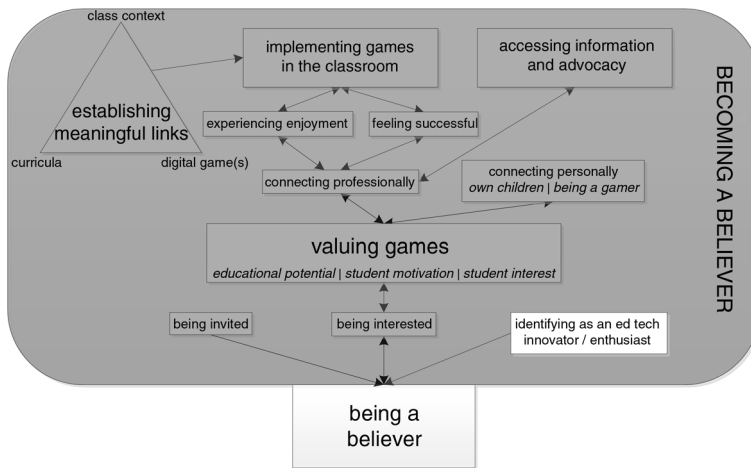 class context
establishing
meaningful links
curricula
digital game(s)
implementing games
in the classroom
accessing information
and advocacy
experiencing enjoyment
feeling successful
connecting professionally
connecting personally
own children | being a gamer
valuing games
educational potential | student motivation | student interest
being invited
being interested
identifying as an ed tech
innovator / enthusiast
BECOMING A BELIEVER
being a
believer